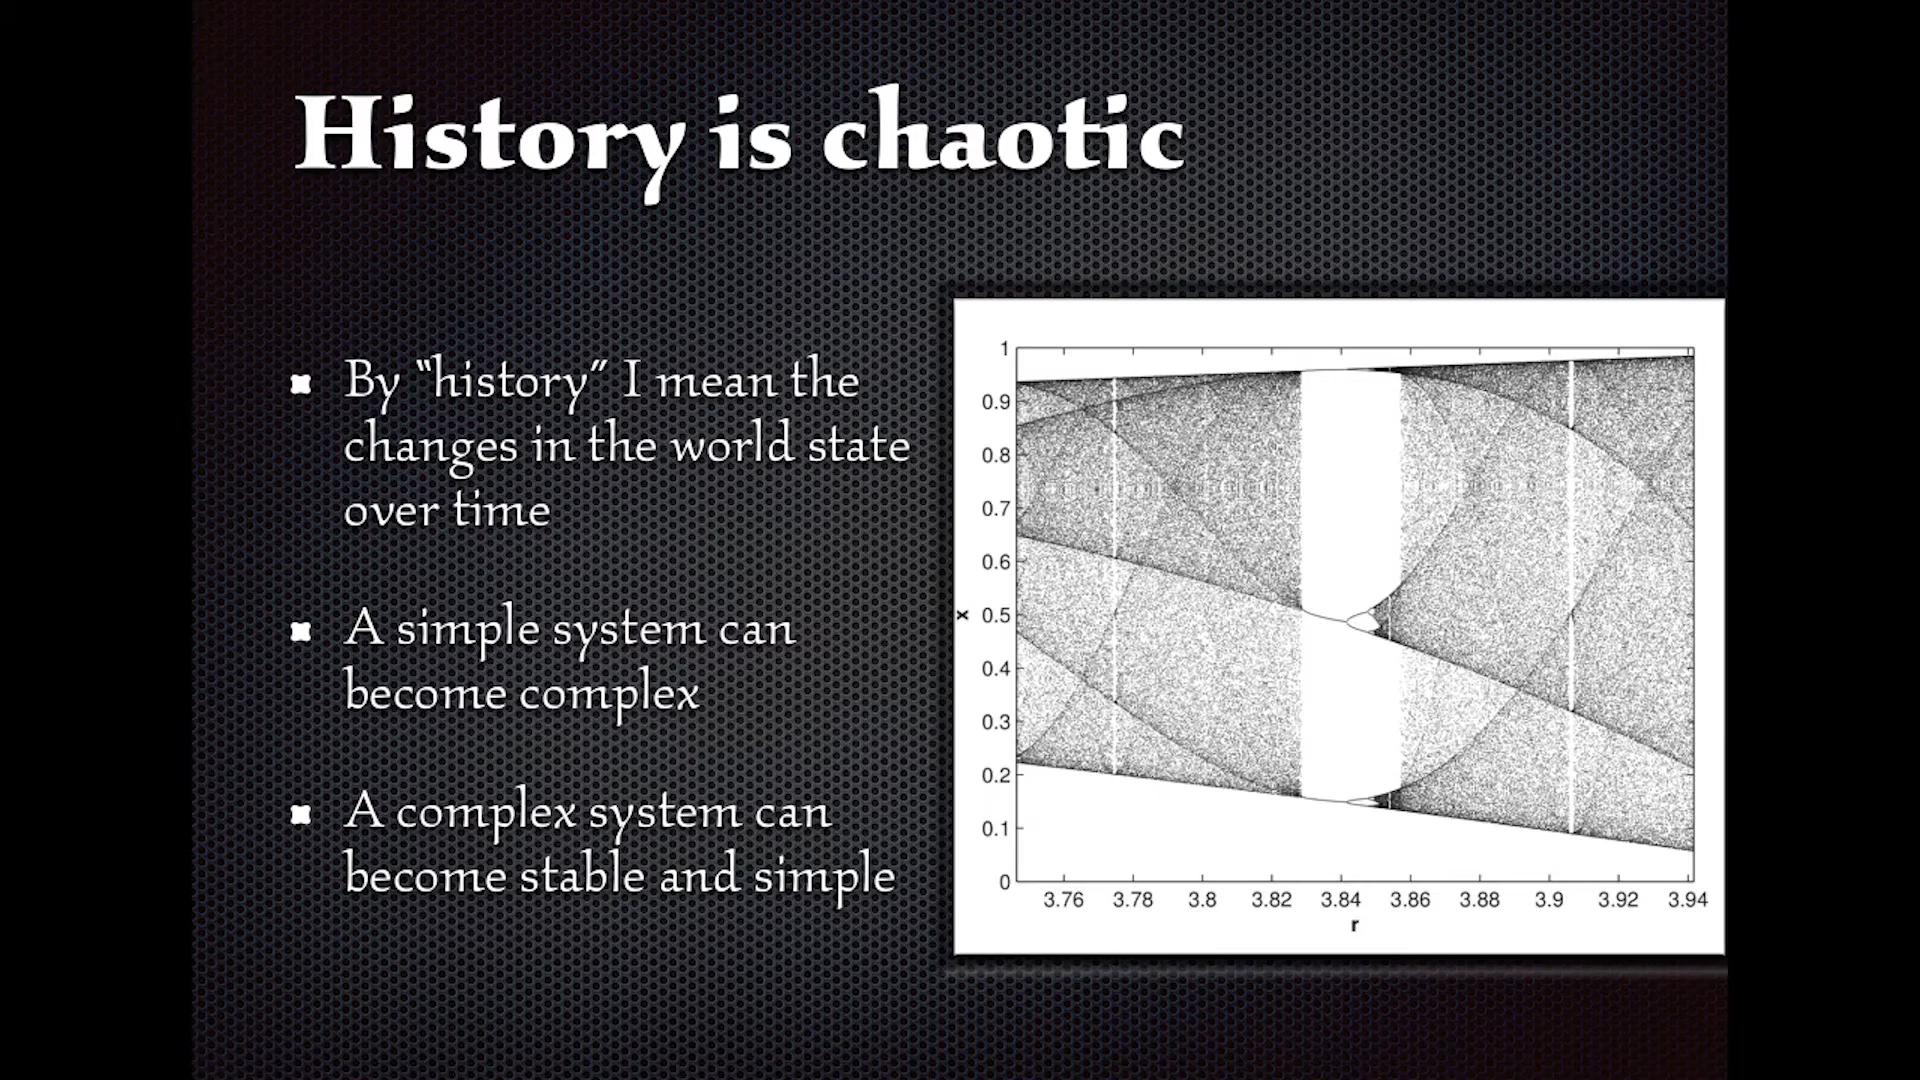 History is chaotic
By “history” I mean the
changes in the world state
over time
A simple system can
become complex
A complex system can
become stable and simple
1
0.9
0.8
0.7
0.6
0.5
0.4
0.3
0.2
0.1
0
x
3.76 3.78 3.8 3.82 3.84 3.86 3.88 3.9 3.92 3.94
r